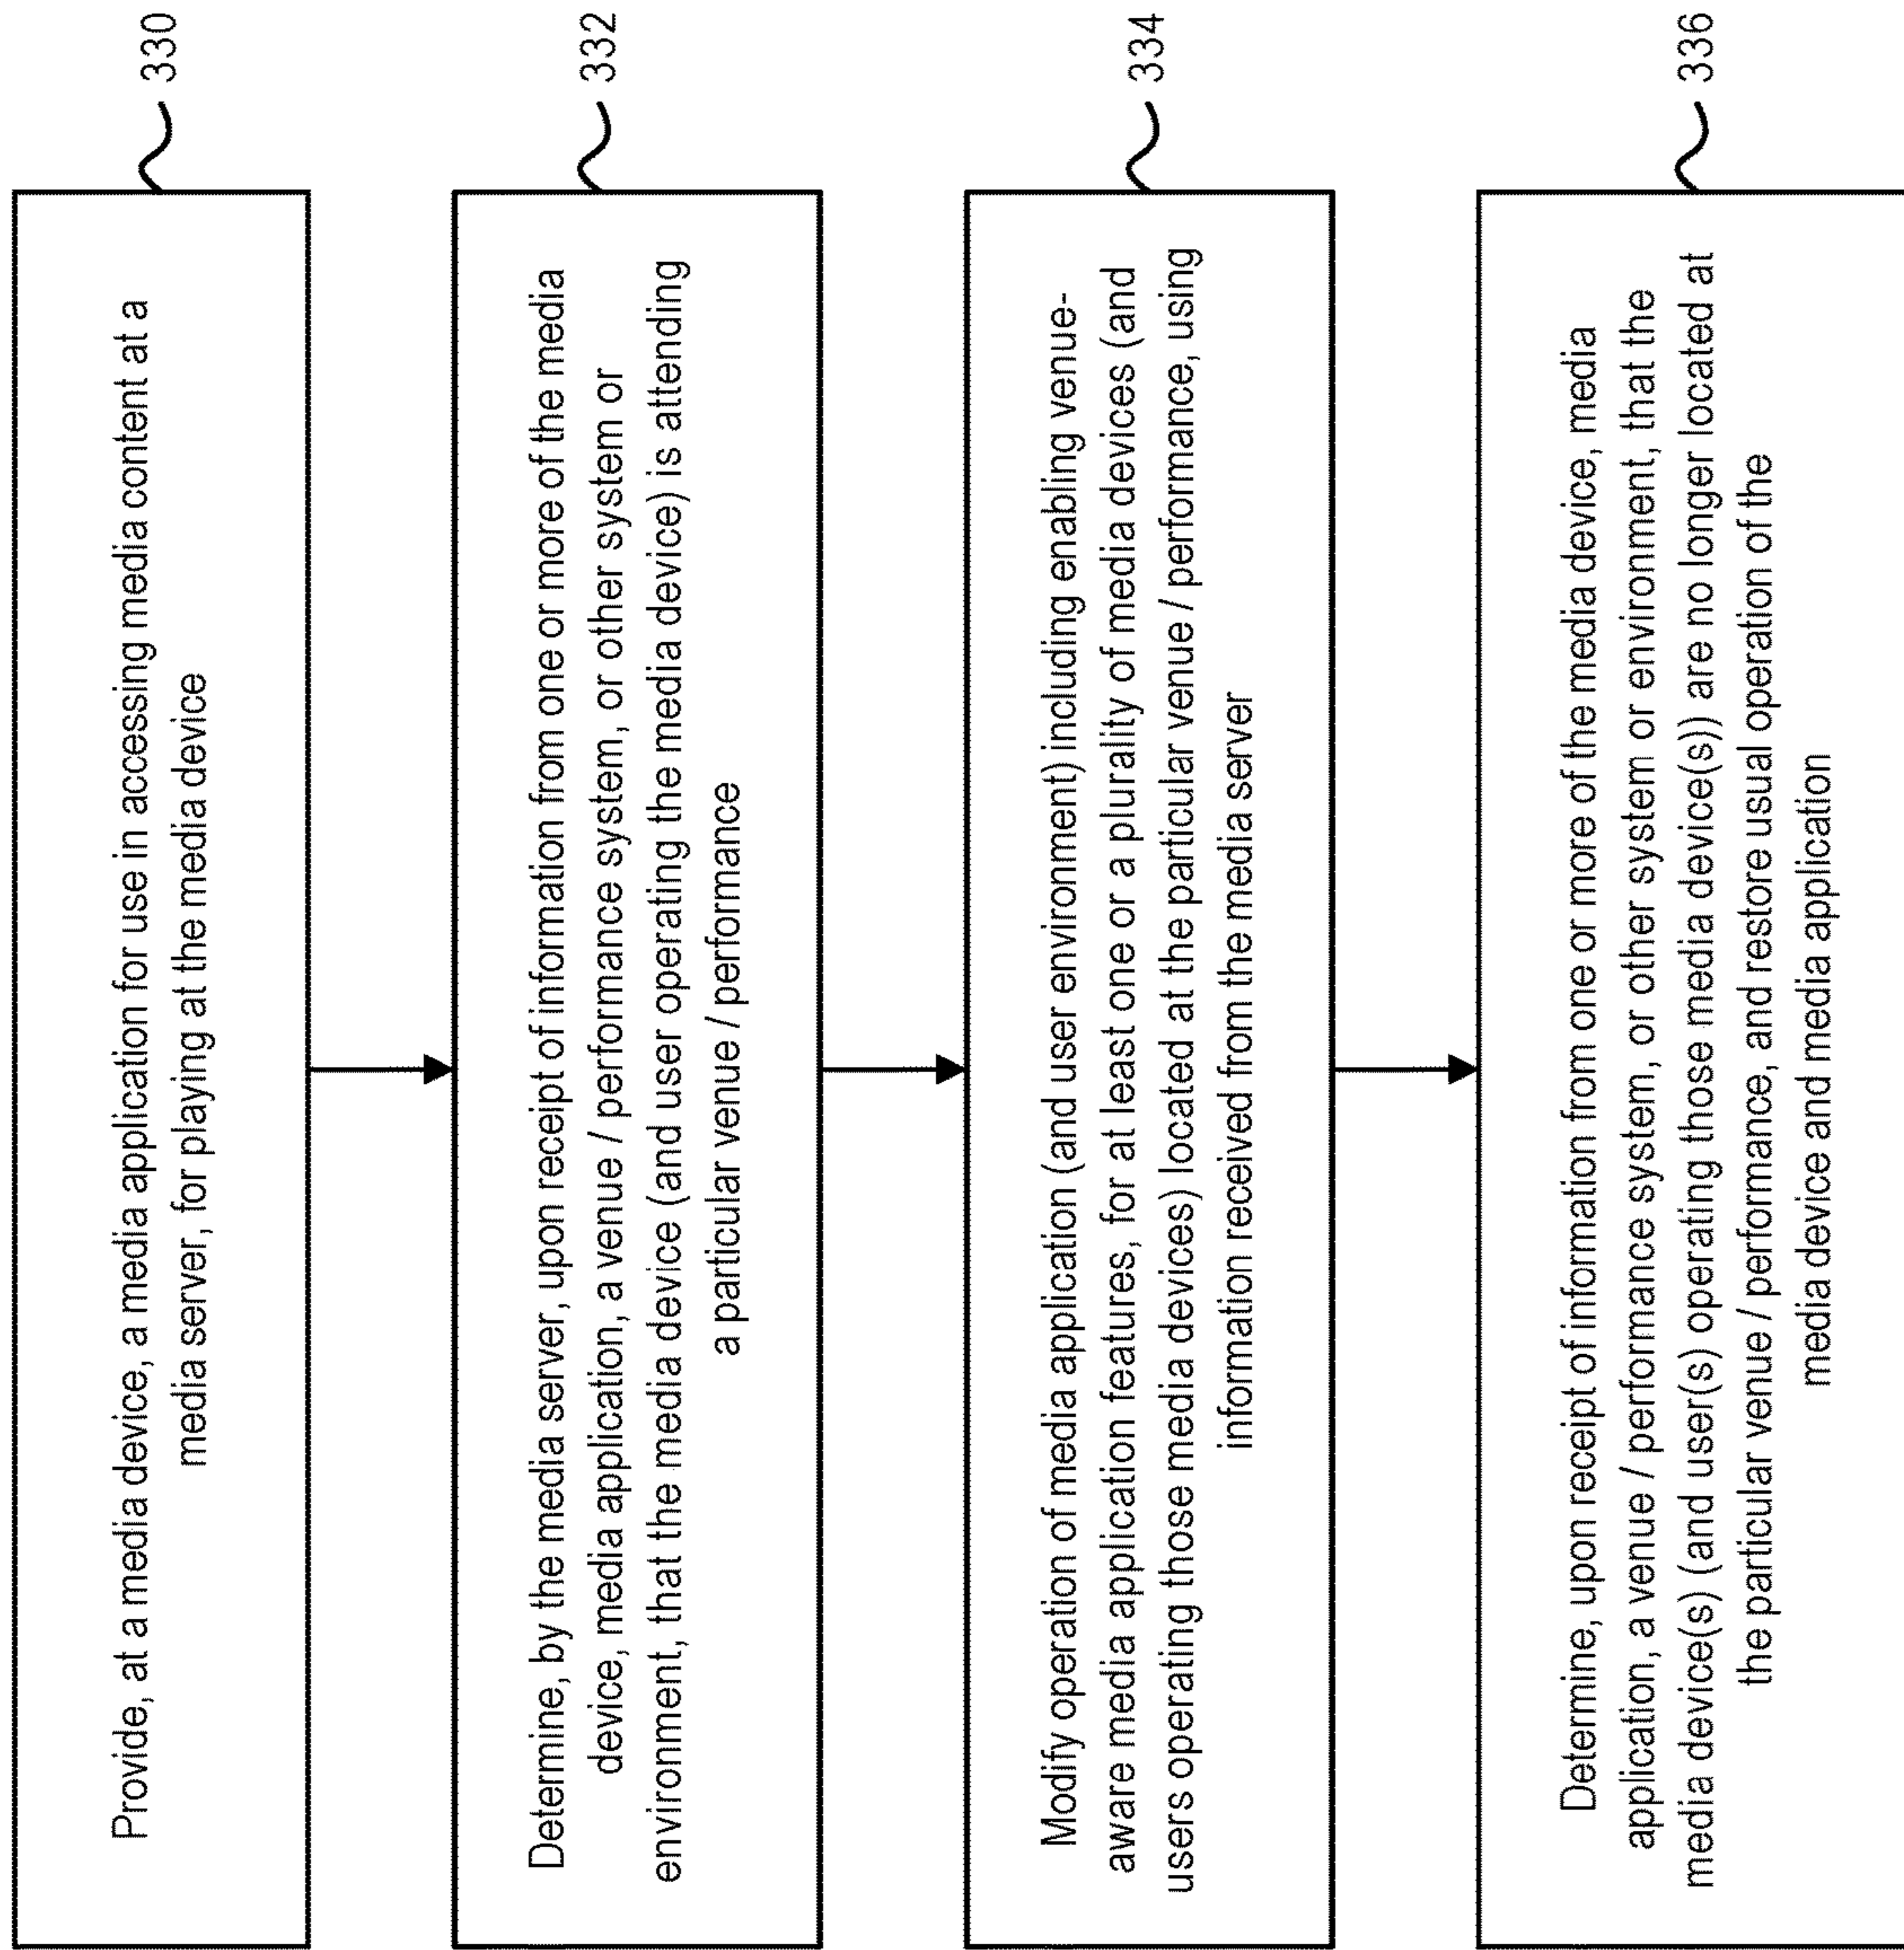 Provide, at a media device, a media application for use in accessing media content at a
media server, for playing at the media device
330
Determine, by the media server, upon receipt of information from one or more of the media
device, media application, a venue / performance system, or other system or
environment, that the media device (and user operating the media device) is attending
a particular venue / performance
332
Modify operation of media application (and user environment) including enabling venue-
aware media application features, for at least one or a plurality of media devices (and
users operating those media devices) located at the particular venue / performance, using
information received from the media server
334
Determine, upon receipt of information from one or more of the media device, media
application, a venue / performance system, or other system or environment, that the
media device(s) (and user(s) operating those media device(s)) are no longer located at
the particular venue / performance, and restore usual operation of the
media device and media application
336